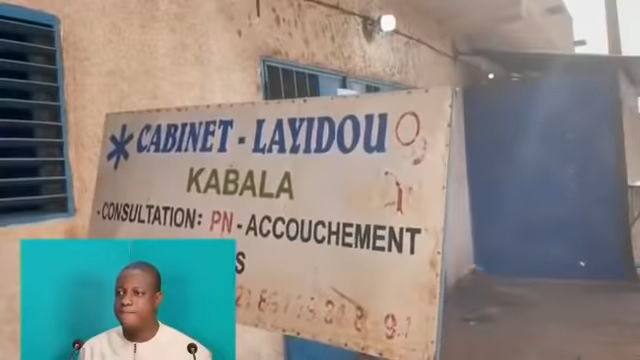 * CABINET - LAYIDOU
KABALA
- CONSULTATION: PN - ACCOUCHEMENT
S